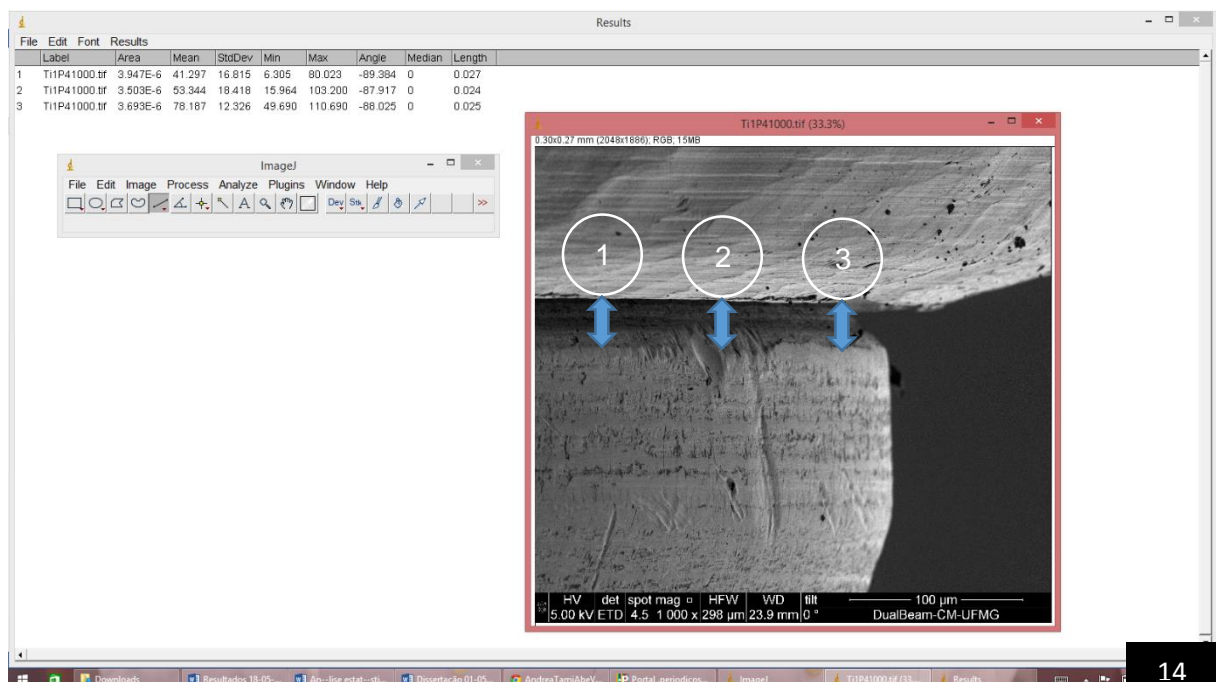 Results
File Edit Font Results
Label Area Mean StdDev Min Max Angle Median Length
1 Ti1P41000.tif 3.947E-6 41.297 16.815 6.305 80.023 -89.384 0 0.027
2 Ti1P41000.tif 3.503E-6 53.344 18.418 15.964 103.200 -87.917 0 0.024
3 Ti1P41000.tif 3.693E-6 78.187 12.326 49.690 110.690 -88.025 0 0.025
Ti1P41000.tif (33.3%)
0.30x0.27 mm (2048x1886); RGB; 15MB
ImageJ
File Edit Image Process Analyze Plugins Window Help
A Dev Stk >>
1 2 3
HV det spot mag □ HFW WD tilt 100 µm
5.00 kV ETD 4.5 1 000 x 298 µm 23.9 mm 0 ° DualBeam-CM-UFMG
Downloads Resultados 18-05-... An--lise estat--sti... Dissertação 01-05... AndreaTamiAbeV... Portal .periodicos... ImageJ Ti1P41000.tif (33.... Results
14